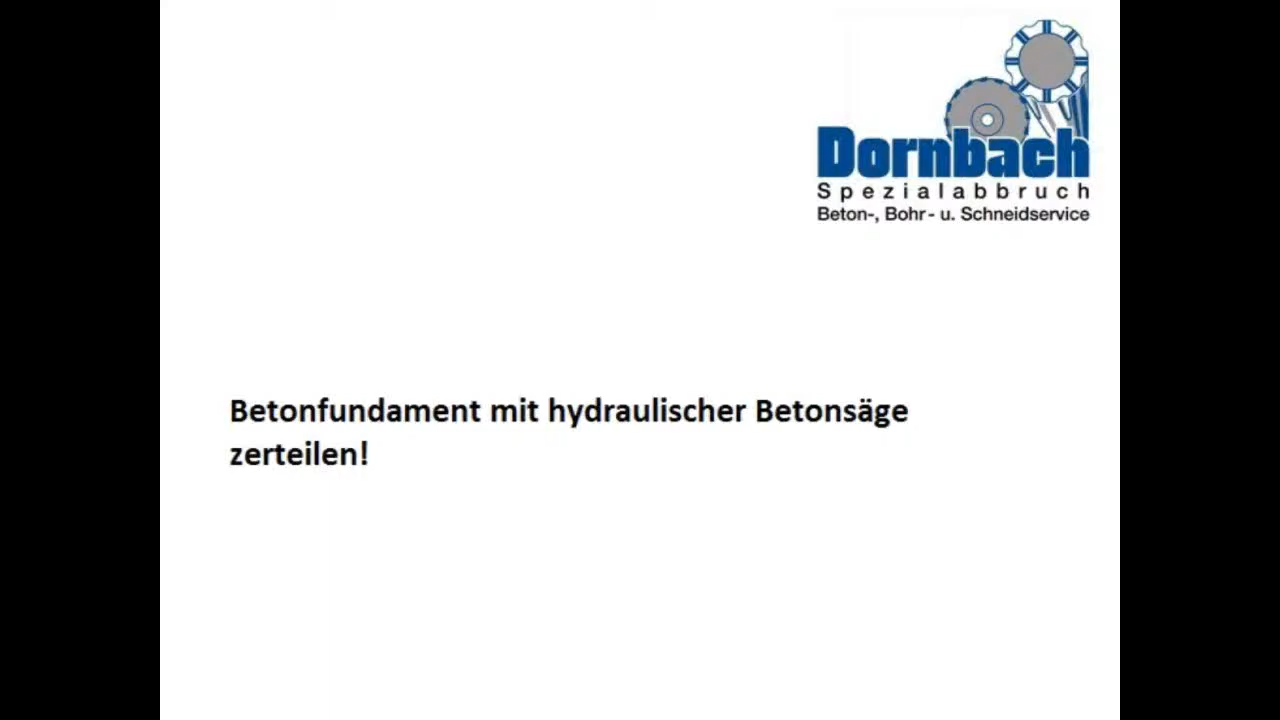 Dornbach
Spezialabbruch
Beton-, Bohr- u. Schneidservice
Betonfundament mit hydraulischer Betonsäge
zerteilen!